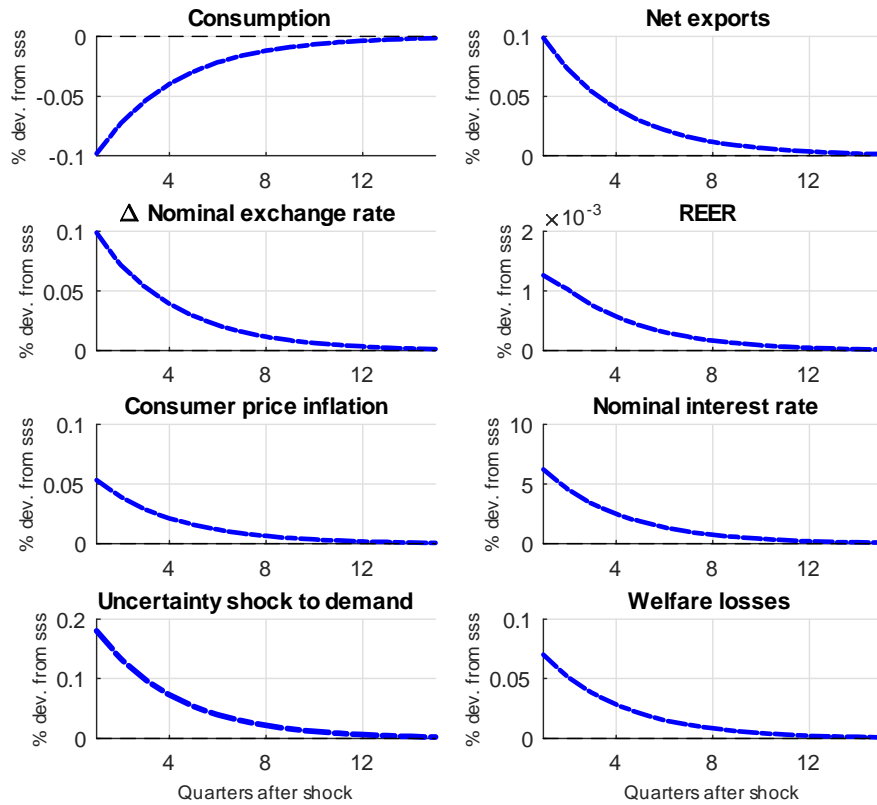 Consumption
% dev. from sss
0
-0.05
-0.1
4 8 12
Net exports
% dev. from sss
0.1
0.05
0
4 8 12
Δ Nominal exchange rate
% dev. from sss
0.1
0.05
0
4 8 12
REER
×10-3
% dev. from sss
2
1
0
4 8 12
Consumer price inflation
% dev. from sss
0.1
0.05
0
4 8 12
Nominal interest rate
% dev. from sss
10
5
0
4 8 12
Uncertainty shock to demand
% dev. from sss
0.2
0.1
0
4 8 12
Quarters after shock
Welfare losses
% dev. from sss
0.1
0.05
0
4 8 12
Quarters after shock